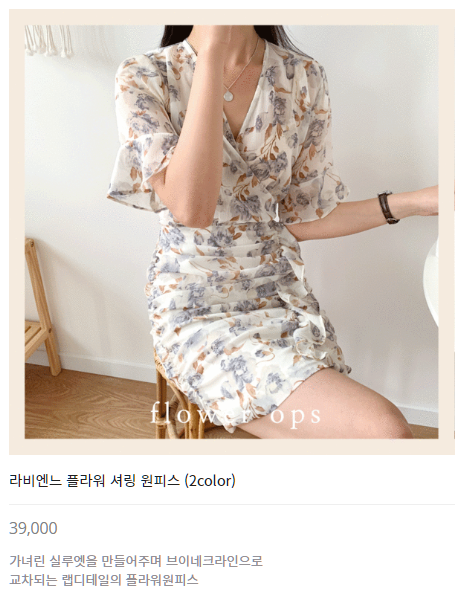 flower ops
라비엔느 플라워 셔링 원피스 (2color)
39,000
가녀린 실루엣을 만들어주며 브이네크라인으로
교차되는 랩디테일의 플라워원피스